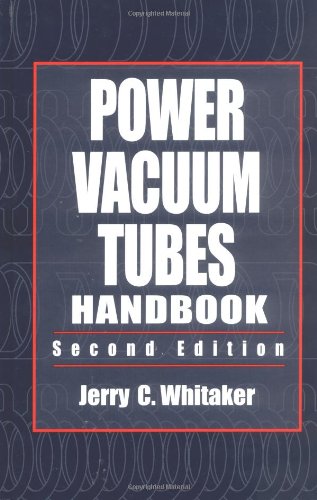 POWER
VACUUM
TUBES
HANDBOOK
Second Edition
Jerry C. Whitaker